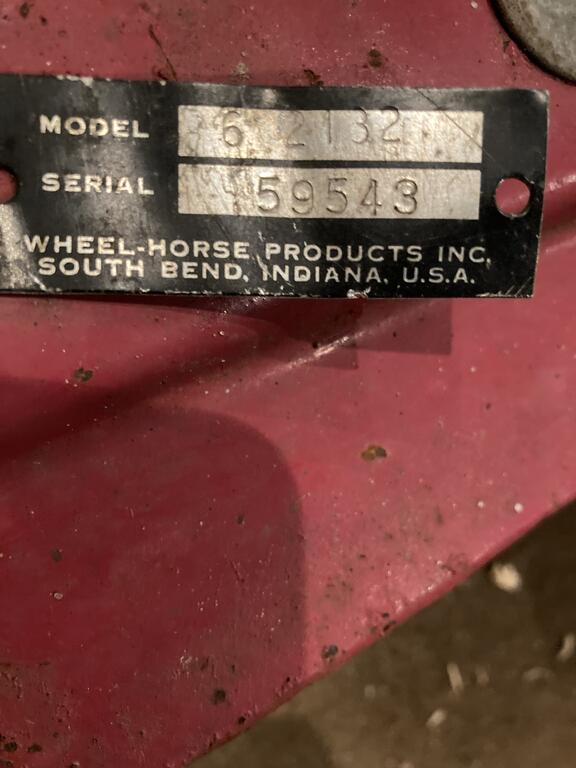 MODEL 6 2132
SERIAL 59543
WHEEL-HORSE PRODUCTS INC.
SOUTH BEND, INDIANA, U.S.A.